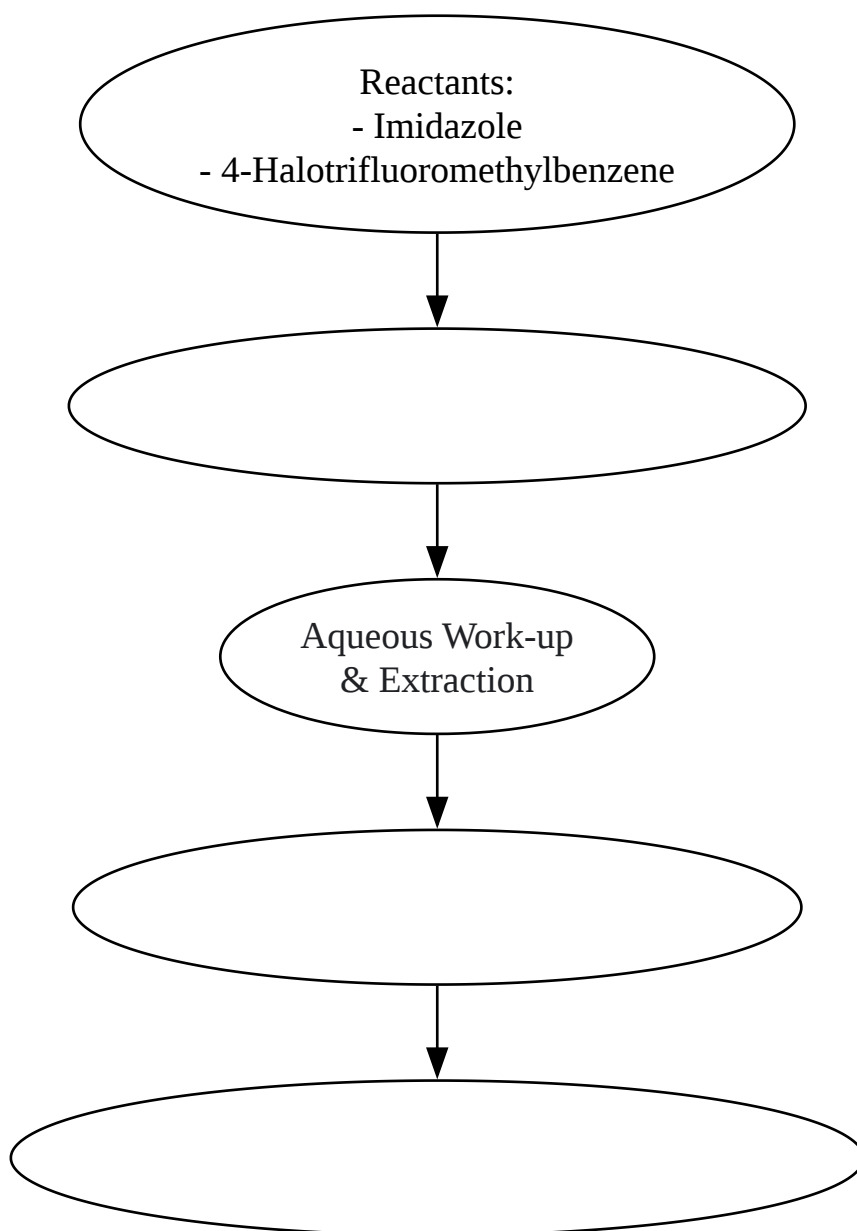 Reactants:
- Imidazole
- 4-Halotrifluoromethylbenzene
Aqueous Work-up
& Extraction